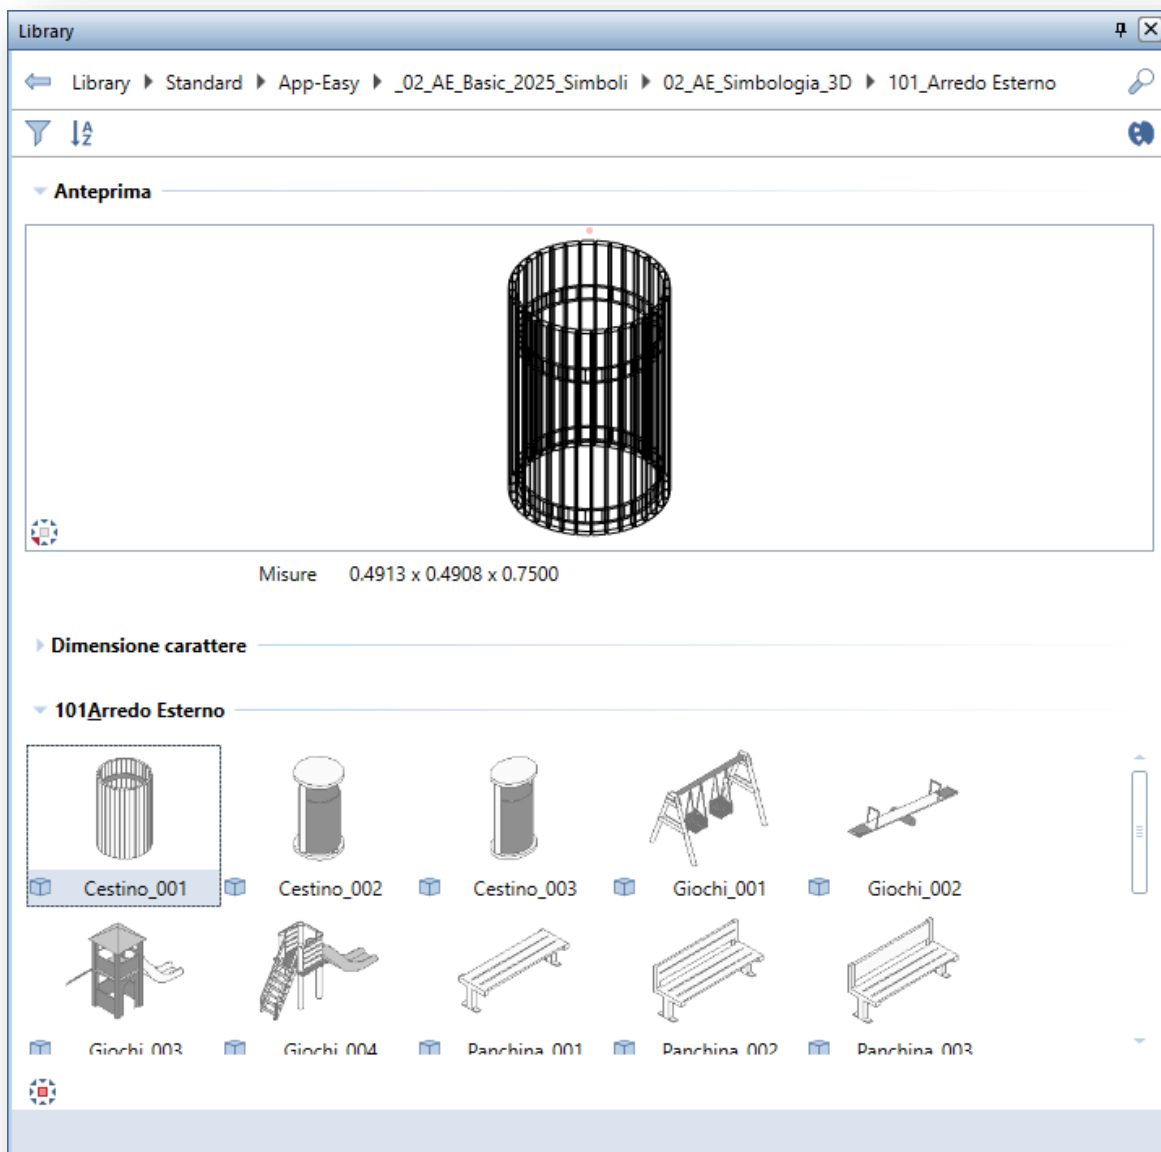 Library
Library Standard App-Easy _02_AE_Basic_2025_Simboli 02_AE_Simbologia_3D 101_Arredo Esterno
AZ
Anteprima
Misure 0.4913 x 0.4908 x 0.7500
Dimensione carattere
101Arredo Esterno
Cestino_001 Cestino_002 Cestino_003 Giochi_001 Giochi_002
Giochi_003 Giochi_004 Panchina_001 Panchina_002 Panchina_003